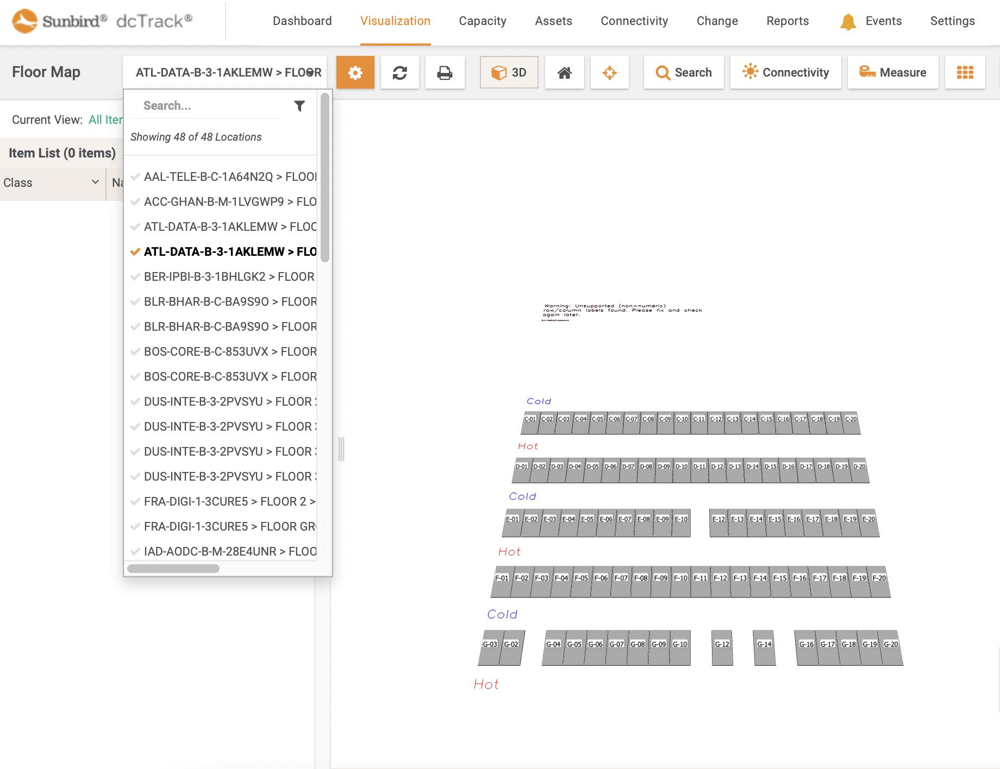 Sunbird® dcTrack®
Dashboard Visualization Capacity Assets Connectivity Change Reports Events Settings
Floor Map ATL-DATA-B-3-1AKLEMW > FLOOR 3D Search Connectivity Measure
Current View: All Iter
Search...
Showing 48 of 48 Locations
Item List (0 items)
Class Na
AAL-TELE-B-C-1A64N2Q > FLOOR
ACC-GHAN-B-M-1LVGWP9 > FLO
ATL-DATA-B-3-1AKLEMW > FLOO
ATL-DATA-B-3-1AKLEMW > FLO
BER-IPBI-B-3-1BHLGK2 > FLOOR
BLR-BHAR-B-C-BA9S9O > FLOOR
BLR-BHAR-B-C-BA9S9O > FLOOR
BOS-CORE-B-C-853UVX > FLOOR
BOS-CORE-B-C-853UVX > FLOOR
DUS-INTE-B-3-2PVSYU > FLOOR 2
DUS-INTE-B-3-2PVSYU > FLOOR 3
DUS-INTE-B-3-2PVSYU > FLOOR 3
DUS-INTE-B-3-2PVSYU > FLOOR 3
FRA-DIGI-1-3CURE5 > FLOOR 2 >
FRA-DIGI-1-3CURE5 > FLOOR GR
IAD-AODC-B-M-28E4UNR > FLOO
Warning: Unsupported (non-numeric)
row/column labels found. Please fix and check
again later.
Cold
C-01 C-02 C-03 C-04 C-05 C-06 C-07 C-08 C-09 C-10 C-11 C-12 C-13 C-14 C-15 C-16 C-17 C-18 C-19 C-20
Hot
D-01 D-02 D-03 D-04 D-05 D-06 D-07 D-08 D-09 D-10 D-11 D-12 D-13 D-14 D-15 D-16 D-17 D-18 D-19 D-20
Cold
E-01 E-02 E-03 E-04 E-05 E-06 E-07 E-08 E-09 E-10 E-12 E-13 E-14 E-15 E-16 E-17 E-18 E-19 E-20
Hot
F-01 F-02 F-03 F-04 F-05 F-06 F-07 F-08 F-09 F-10 F-11 F-12 F-13 F-14 F-15 F-16 F-17 F-18 F-19 F-20
Cold
G-03 G-02 G-04 G-05 G-06 G-07 G-08 G-09 G-10 G-12 G-14 G-16 G-17 G-18 G-19 G-20
Hot